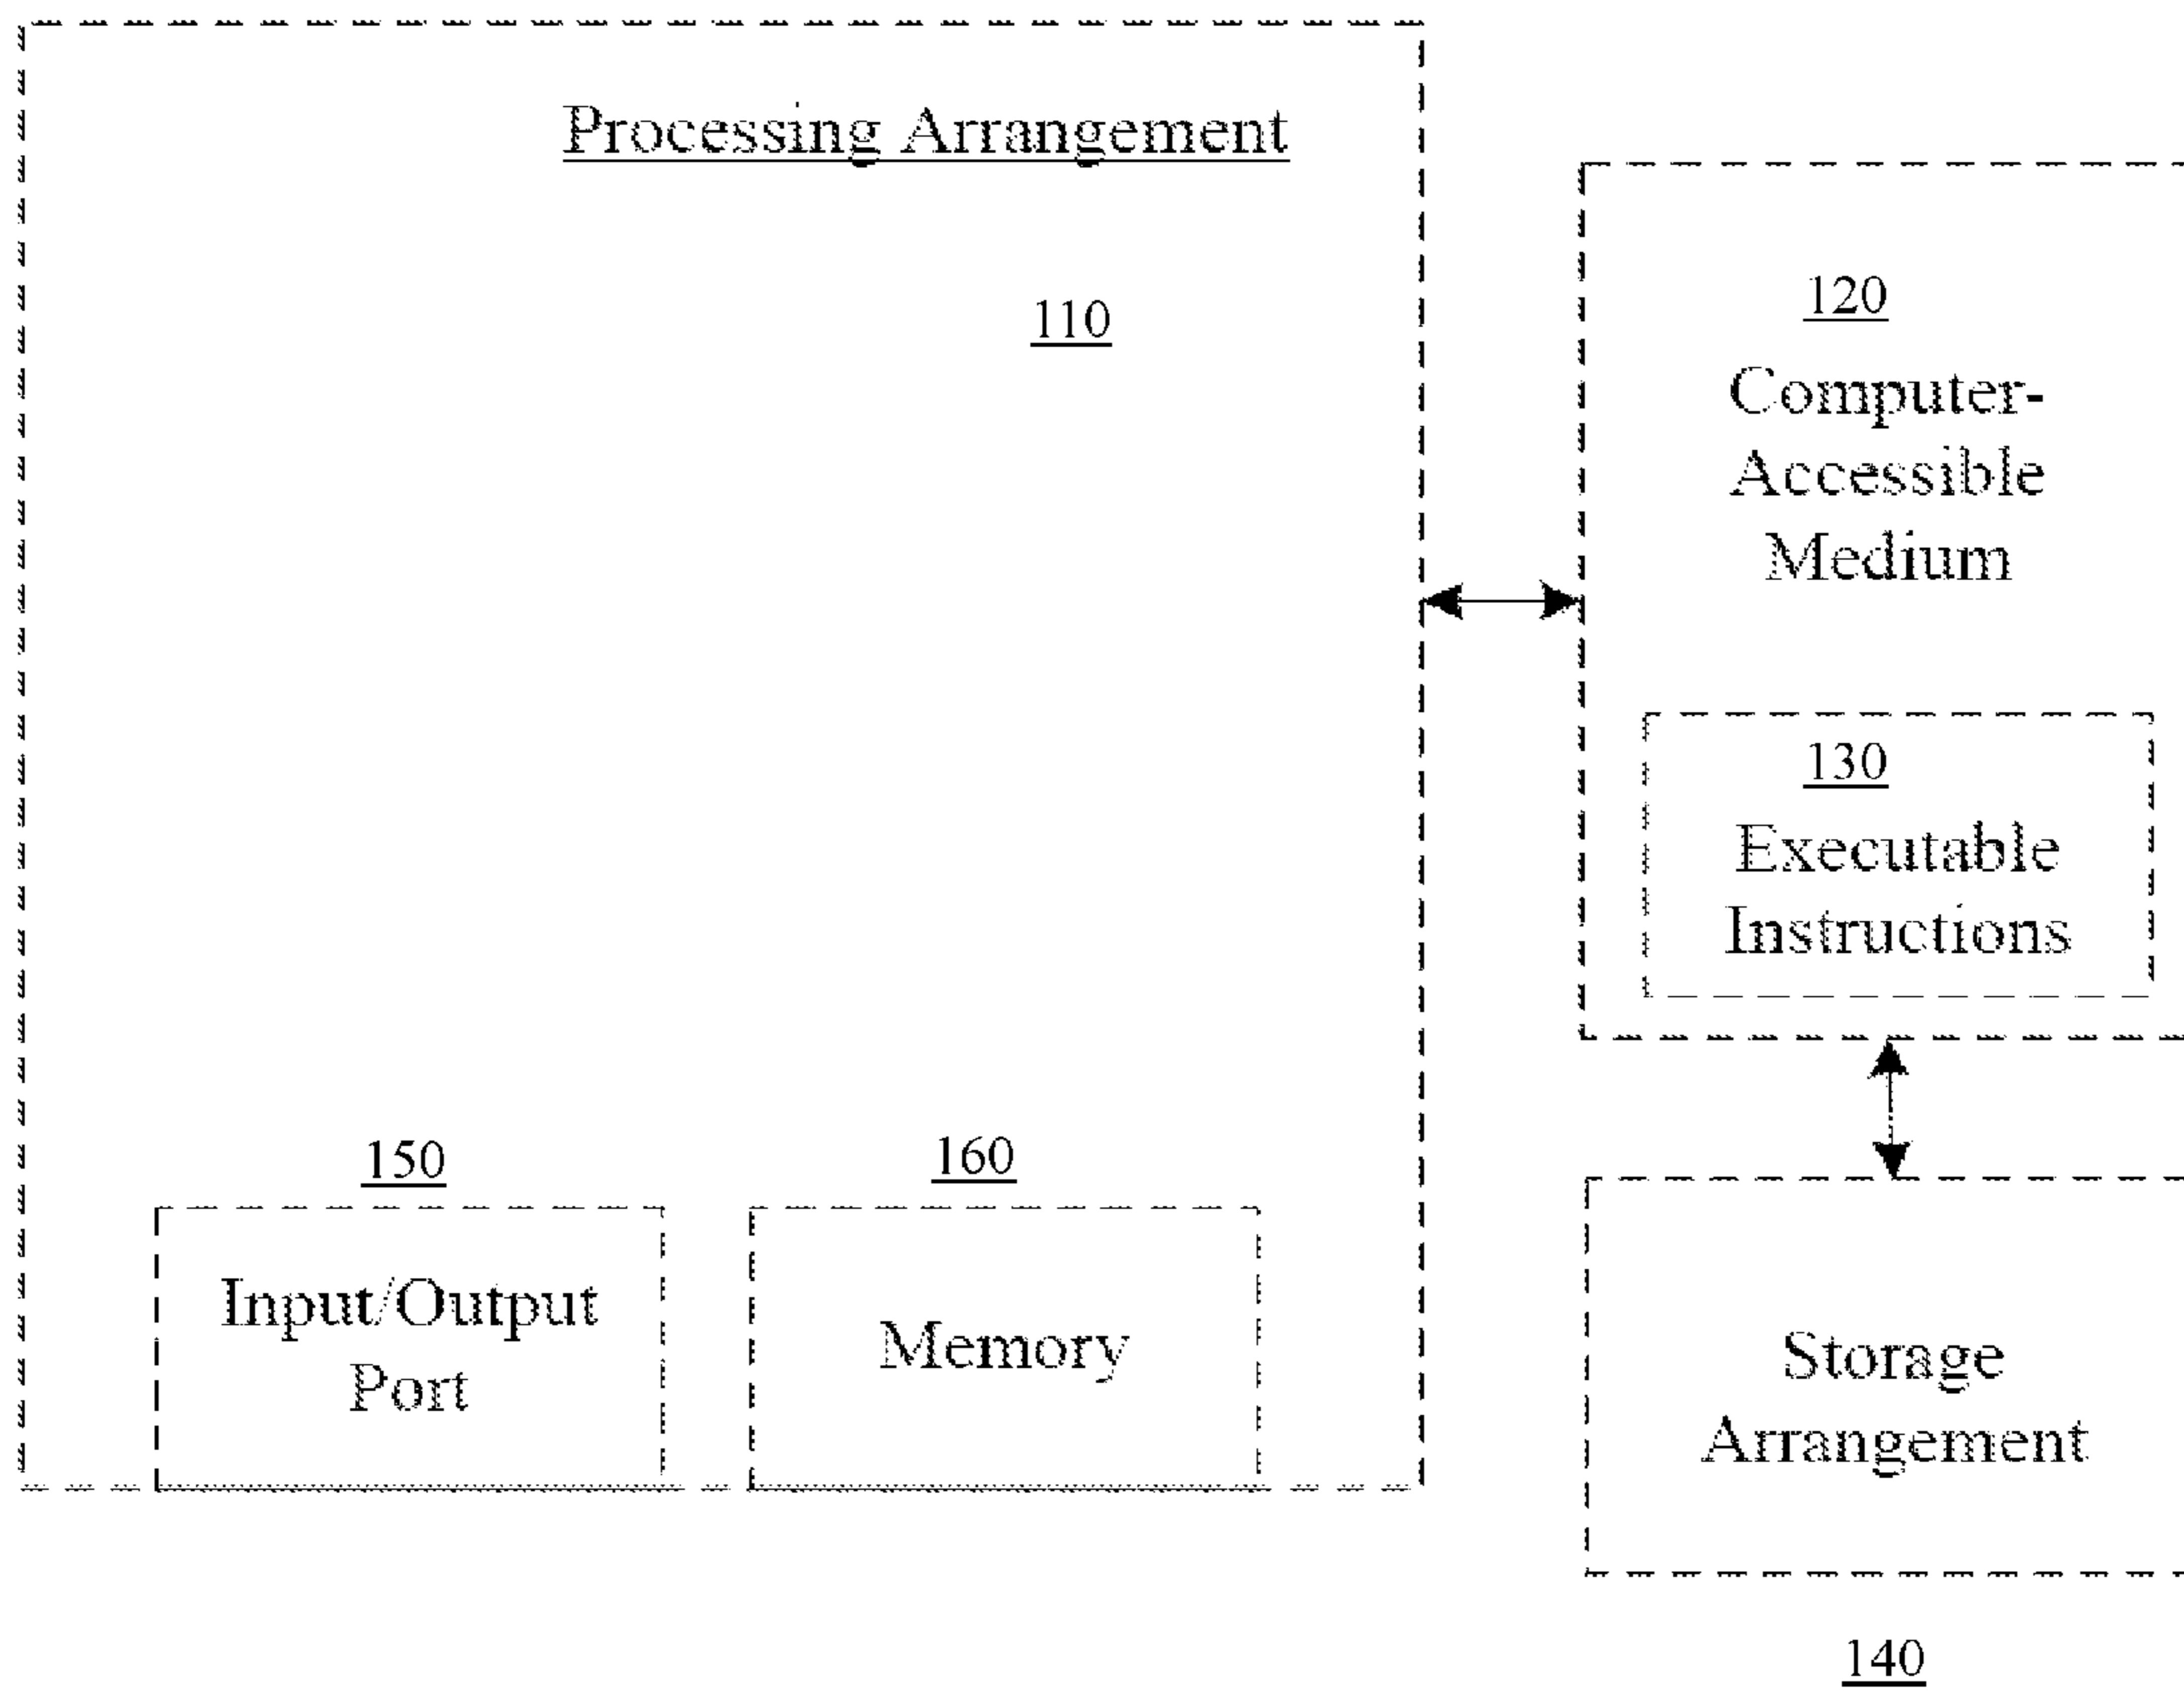 Processing Arrangement
110
120
Computer-
Accessible
Medium
130
Executable
Instructions
150
Input/Output
Port
160
Memory
Storage
Arrangement
140